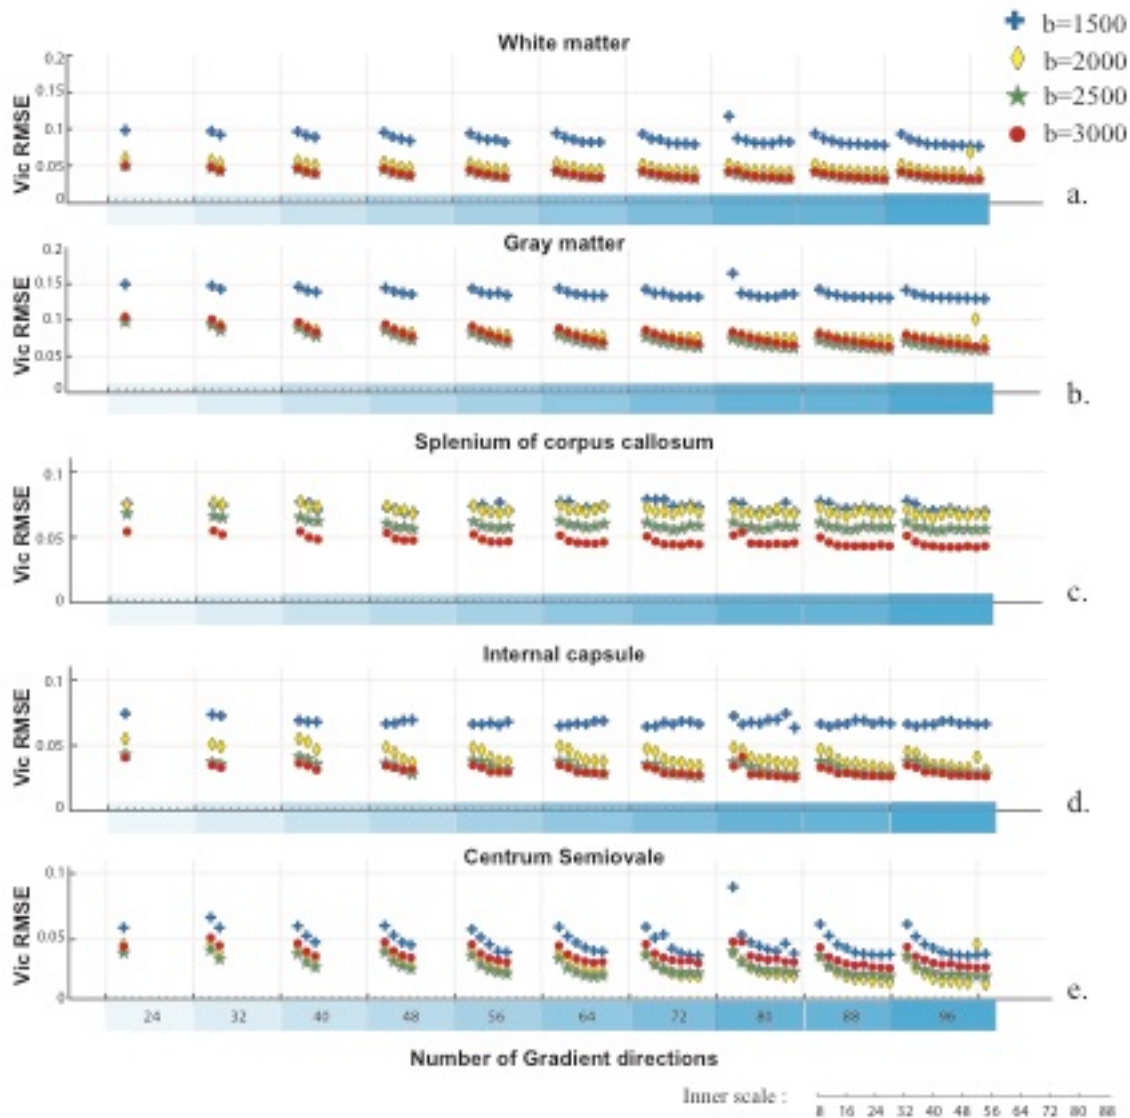 b=1500
b=2000
b=2500
b=3000
White matter
0.2
0.15
0.1
0.05
0
Vic RMSE
a.
Gray matter
0.2
0.15
0.1
0.05
0
Vic RMSE
b.
Splenium of corpus callosum
0.1
0.05
0
Vic RMSE
c.
Internal capsule
0.1
0.05
0
Vic RMSE
d.
Centrum Semiovale
0.1
0.05
0
Vic RMSE
e.
24 32 40 48 56 64 72 80 88 96
Number of Gradient directions
Inner scale :
8 16 24 32 40 48 56 64 72 80 88